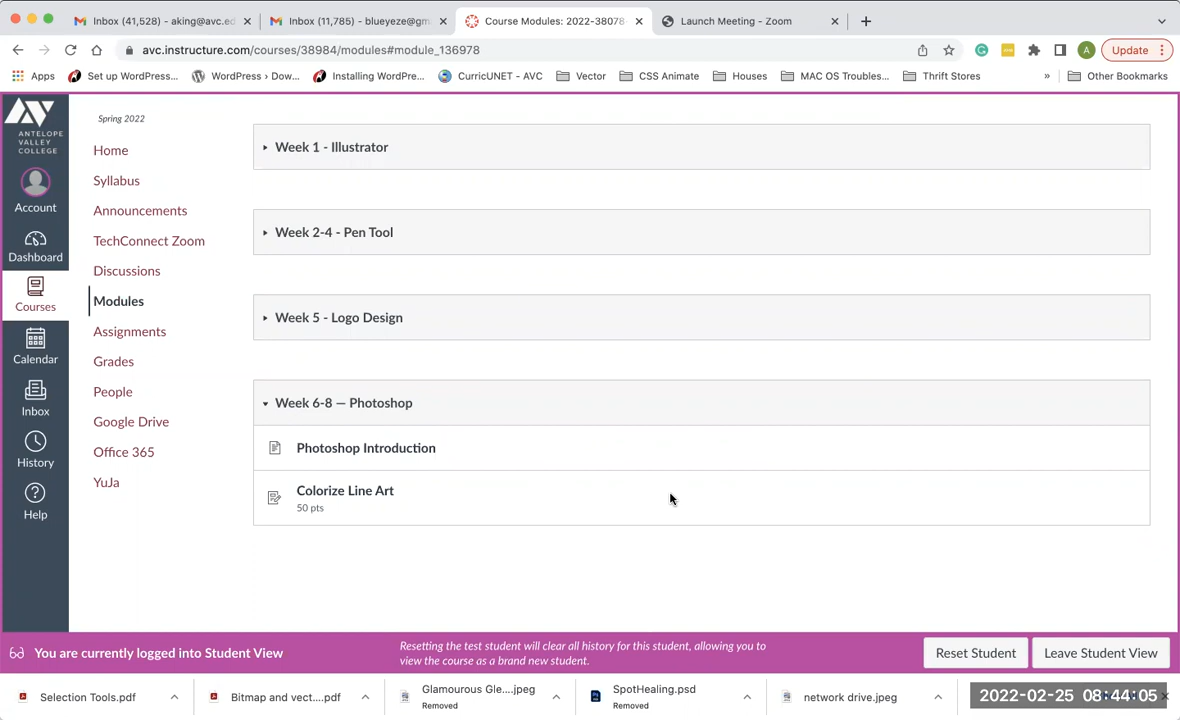 Inbox (41,528) - aking@avc.ed
Inbox (11,785) - blueyeze@gm
Course Modules: 2022-38078-
Launch Meeting - Zoom
avc.instructure.com/courses/38984/modules#module_136978
A
Update
Apps
Set up WordPress...
WordPress › Dow...
Installing WordPre...
CurricUNET - AVC
Vector
CSS Animate
Houses
MAC OS Troubles...
Thrift Stores
»
Other Bookmarks
ANTELOPE
VALLEY
COLLEGE
Account
Dashboard
Courses
Calendar
Inbox
History
Help
Spring 2022
Home
Syllabus
Announcements
TechConnect Zoom
Discussions
Modules
Assignments
Grades
People
Google Drive
Office 365
YuJa
Week 1 - Illustrator
Week 2-4 - Pen Tool
Week 5 - Logo Design
Week 6-8 — Photoshop
Photoshop Introduction
Colorize Line Art
50 pts
You are currently logged into Student View
Resetting the test student will clear all history for this student, allowing you to
view the course as a brand new student.
Reset Student
Leave Student View
Selection Tools.pdf
Bitmap and vect....pdf
Glamourous Gle....jpeg
Removed
SpotHealing.psd
Removed
network drive.jpeg
2022-02-25 08:44:05